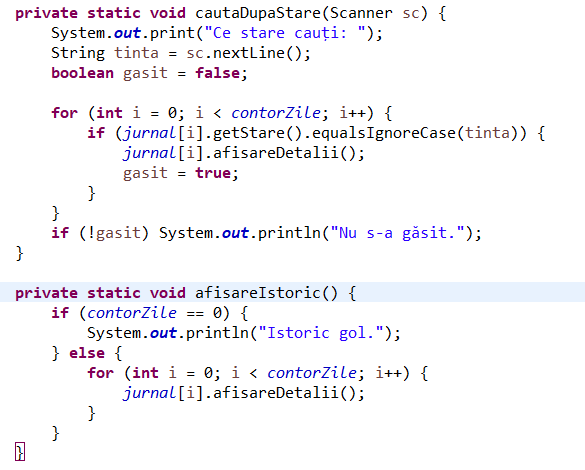 private static void cautaDupaStare(Scanner sc) {
    System.out.print("Ce stare cauți: ");
    String tinta = sc.nextLine();
    boolean gasit = false;

    for (int i = 0; i < contorZile; i++) {
        if (jurnal[i].getStare().equalsIgnoreCase(tinta)) {
            jurnal[i].afisareDetalii();
            gasit = true;
        }
    }
    if (!gasit) System.out.println("Nu s-a găsit.");
}

private static void afisareIstoric() {
    if (contorZile == 0) {
        System.out.println("Istoric gol.");
    } else {
        for (int i = 0; i < contorZile; i++) {
            jurnal[i].afisareDetalii();
        }
    }
}